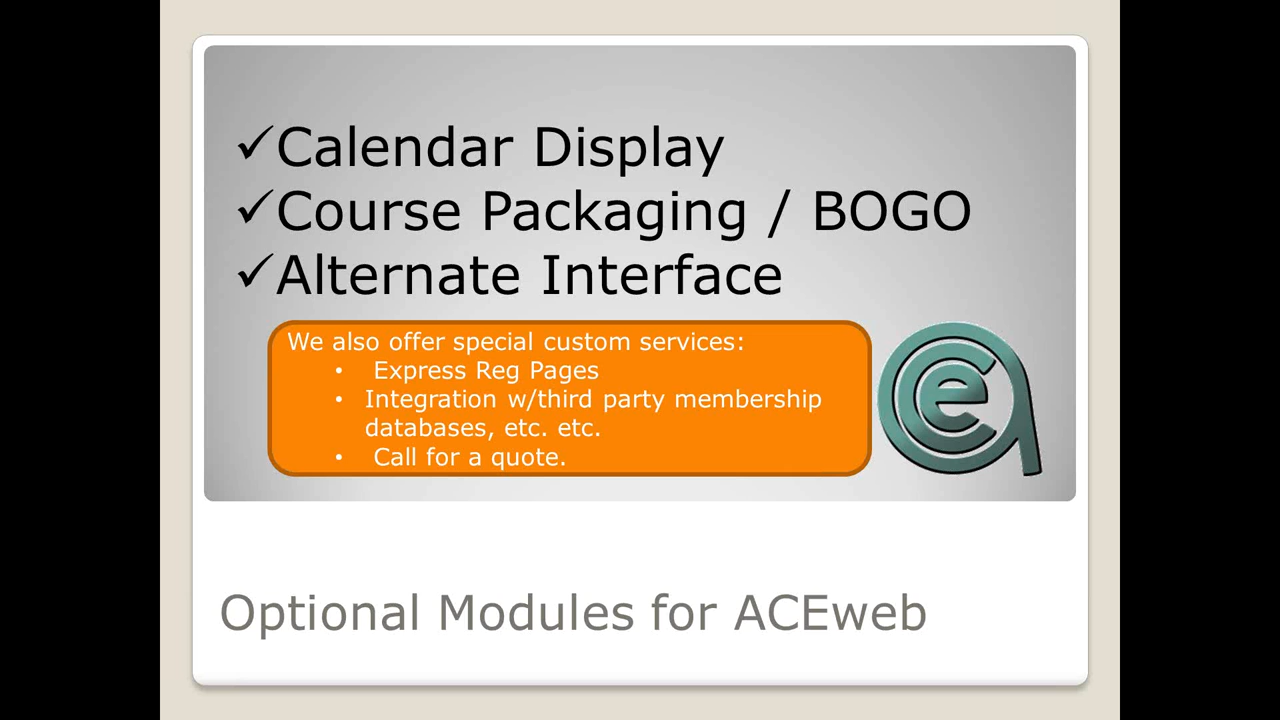 ✓Calendar Display
✓Course Packaging / BOGO
✓Alternate Interface
We also offer special custom services:
• Express Reg Pages
• Integration w/third party membership
databases, etc. etc.
• Call for a quote.
ace
Optional Modules for ACEweb